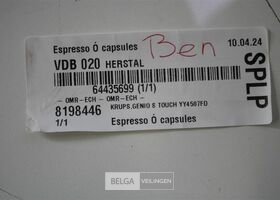 Espresso Ó capsules
Ben
10.04.24
VDB 020 HERSTAL
SPLP
64435699 (1/1)
— OMR-ECH — OMR-ECH —
8198446 KRUPS,GENIO S TOUCH YY4507FD
1/1 Espresso Ó capsules
BELGA VEILINGEN